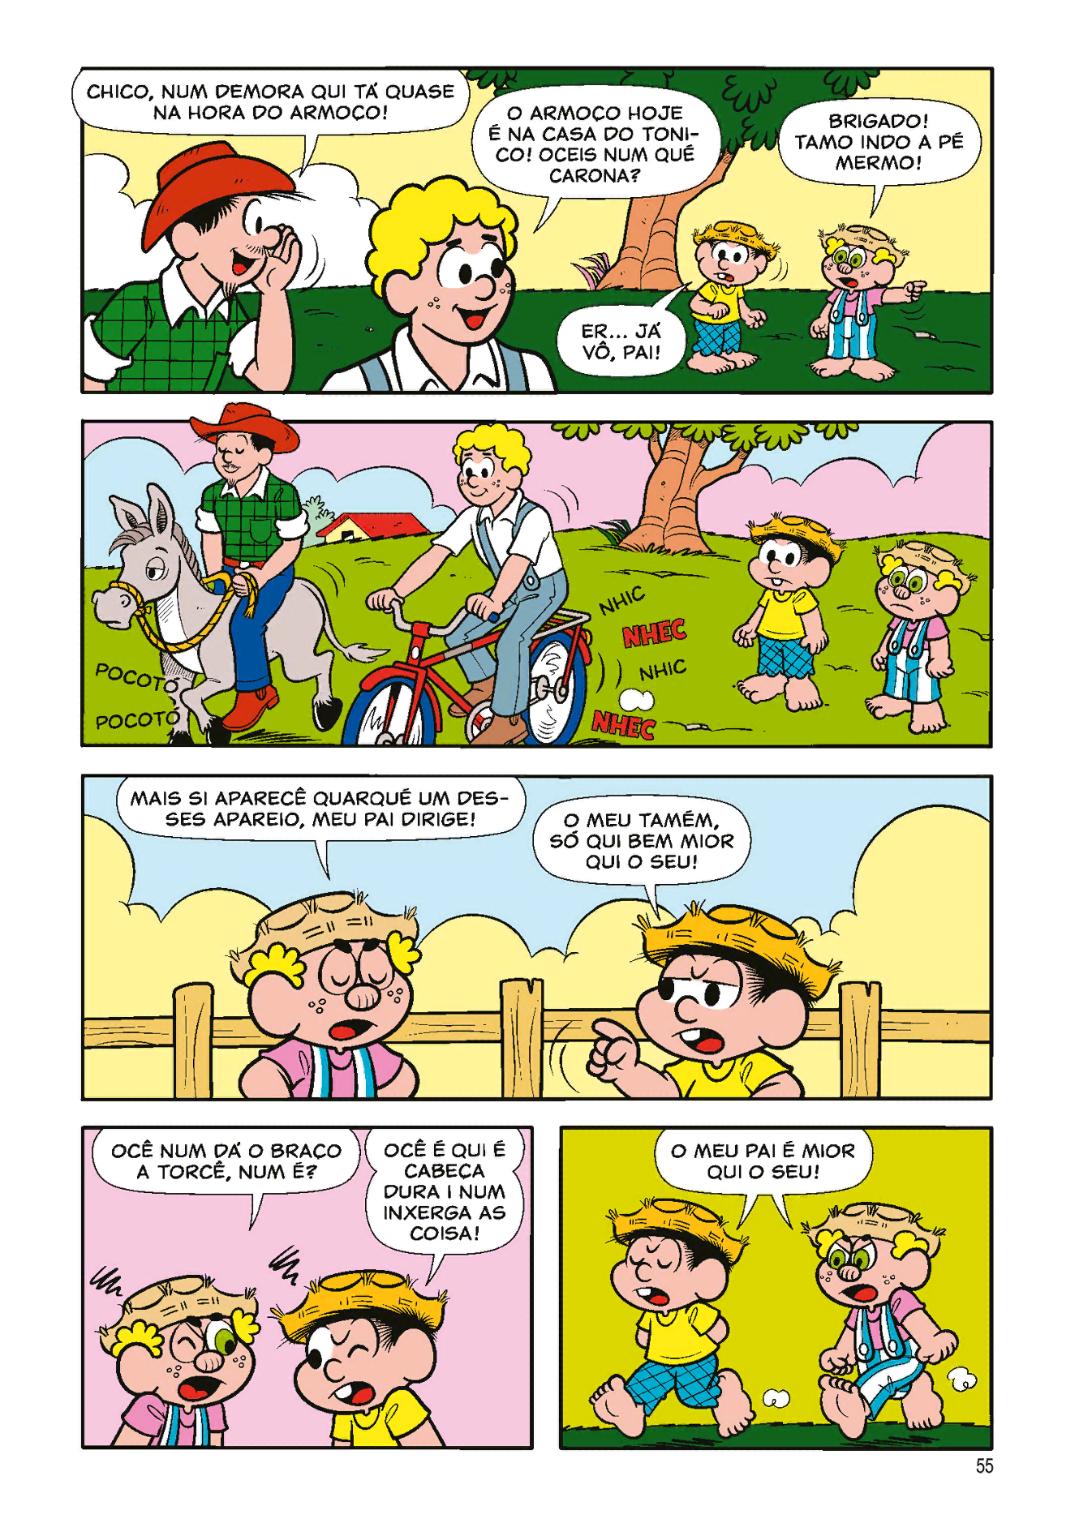 CHICO, NUM DEMORA QUI TÁ QUASE
NA HORA DO ARMOÇO!
O ARMOÇO HOJE
É NA CASA DO TONI-
CO! OCEIS NUM QUÉ
CARONA?
BRIGADO!
TAMO INDO A PÉ
MERMO!
ER... JÁ
VÔ, PAI!
POCOTÓ
POCOTÓ
NHIC
NHEC
NHIC
NHEC
MAIS SI APARECÊ QUARQUÉ UM DES-
SES APAREIO, MEU PAI DIRIGE!
O MEU TAMÉM,
SÓ QUI BEM MIOR
QUI O SEU!
OCÊ NUM DÁ O BRAÇO
A TORCÊ, NUM É?
OCÊ É QUI É
CABEÇA
DURA I NUM
INXERGA AS
COISA!
O MEU PAI É MIOR
QUI O SEU!
55